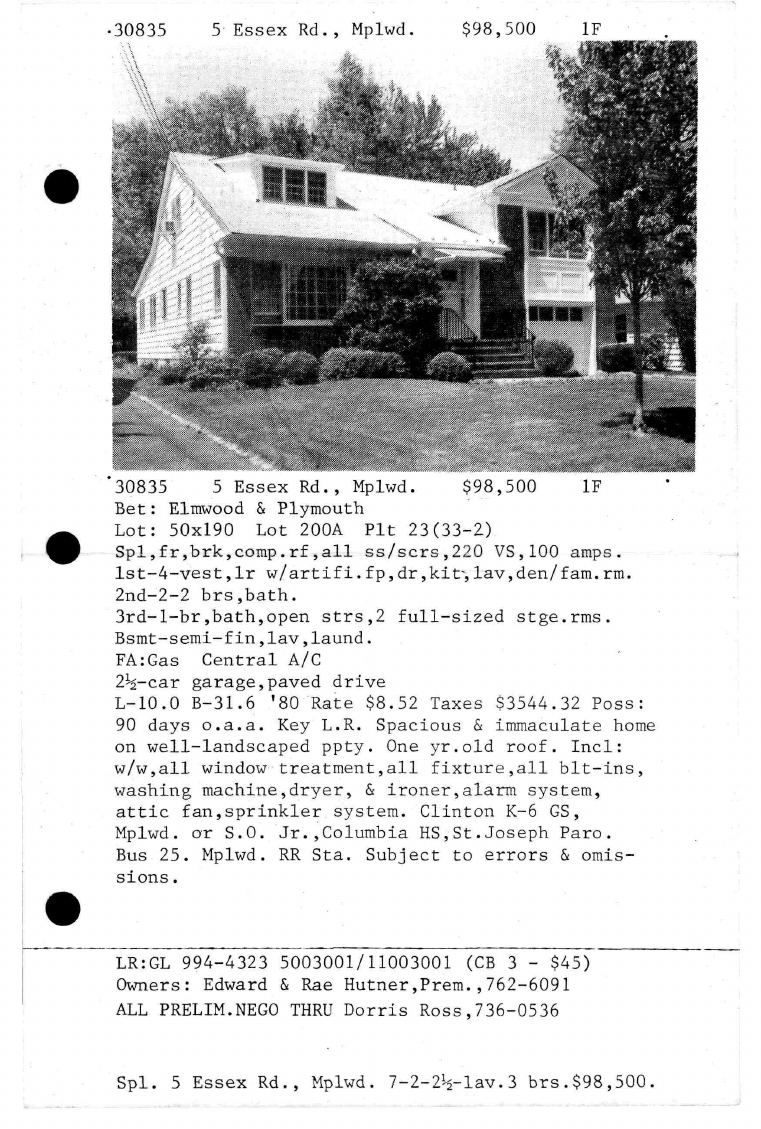 30835 5 Essex Rd., Mplwd. $98,500 1F
30835 5 Essex Rd., Mplwd. $98,500 1F
Bet: Elmwood & Plymouth
Lot: 50x190 Lot 200A Plt 23(33-2)
Spl,fr,brk,comp.rf,all ss/scrs,220 VS,100 amps.
1st-4-vest,lr w/artifi.fp,dr,kit,lav,den/fam.rm.
2nd-2-2 brs,bath.
3rd-1-br,bath,open strs,2 full-sized stge.rms.
Bsmt-semi-fin,lav,laund.
FA:Gas Central A/C
2½-car garage,paved drive
L-10.0 B-31.6 '80 Rate $8.52 Taxes $3544.32 Poss:
90 days o.a.a. Key L.R. Spacious & immaculate home
on well-landscaped ppty. One yr.old roof. Incl:
w/w,all window treatment,all fixture,all blt-ins,
washing machine,dryer, & ironer,alarm system,
attic fan,sprinkler system. Clinton K-6 GS,
Mplwd. or S.O. Jr.,Columbia HS,St.Joseph Paro.
Bus 25. Mplwd. RR Sta. Subject to errors & omis-
sions.
LR:GL 994-4323 5003001/11003001 (CB 3 - $45)
Owners: Edward & Rae Hutner,Prem.,762-6091
ALL PRELIM.NEGO THRU Dorris Ross,736-0536
Spl. 5 Essex Rd., Mplwd. 7-2-2½-lav.3 brs.$98,500.